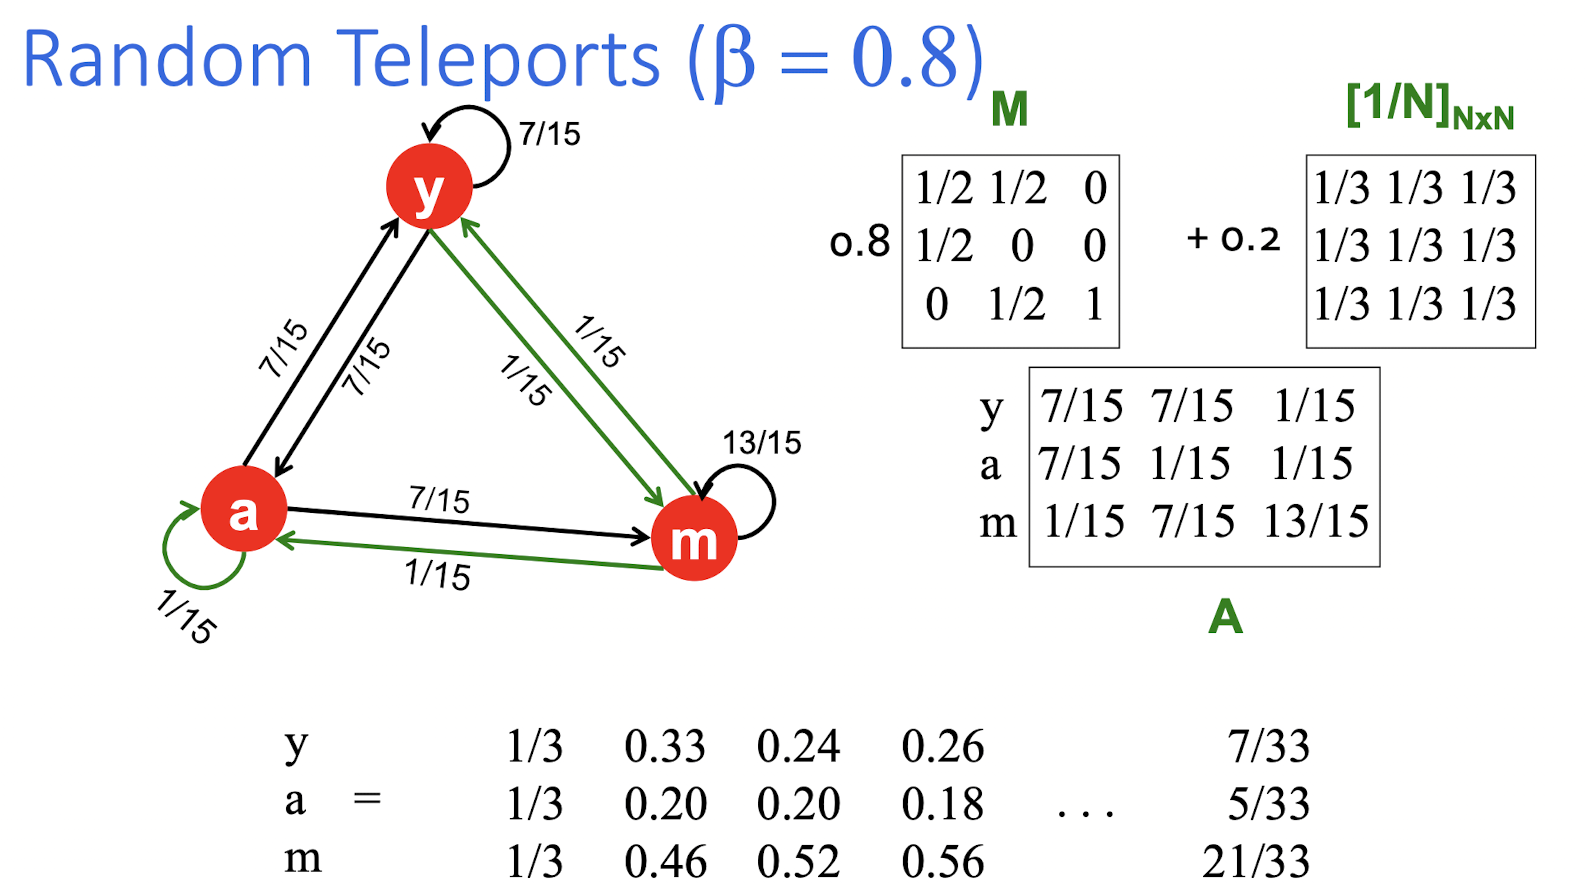 Random Teleports (β = 0.8)
M
[1/N]NxN
7/15
y
1/2 1/2 0
0.8 1/2 0 0
0 1/2 1
+ 0.2
1/3 1/3 1/3
1/3 1/3 1/3
1/3 1/3 1/3
7/15
7/15
1/15
1/15
y 7/15 7/15 1/15
a 7/15 1/15 1/15
m 1/15 7/15 13/15
A
13/15
a
7/15
m
1/15
1/15
y 1/3 0.33 0.24 0.26 7/33
a = 1/3 0.20 0.20 0.18 . . . 5/33
m 1/3 0.46 0.52 0.56 21/33